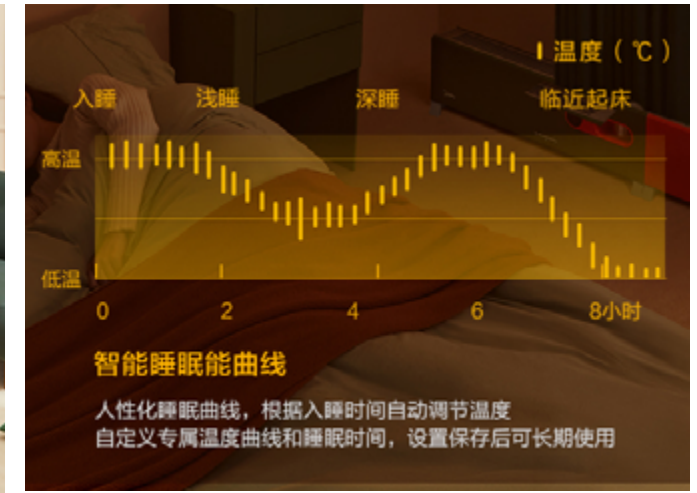 温度（℃）
入睡 浅睡 深睡 临近起床
高温
低温
0 2 4 6 8小时
智能睡眠能曲线
人性化睡眠曲线，根据入睡时间自动调节温度
自定义专属温度曲线和睡眠时间，设置保存后可长期使用